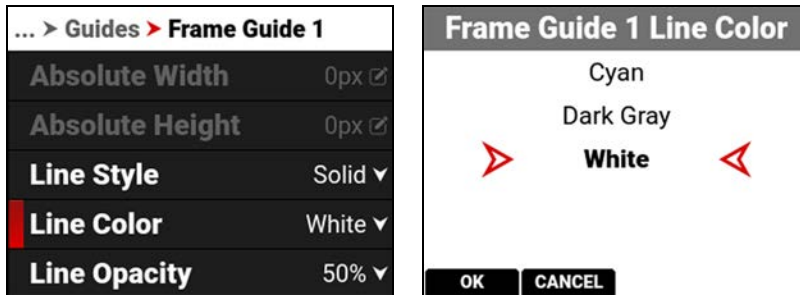 ... > Guides > Frame Guide 1
Absolute Width 0px
Absolute Height 0px
Line Style Solid
Line Color White
Line Opacity 50%
Frame Guide 1 Line Color
Cyan
Dark Gray
White
OK CANCEL